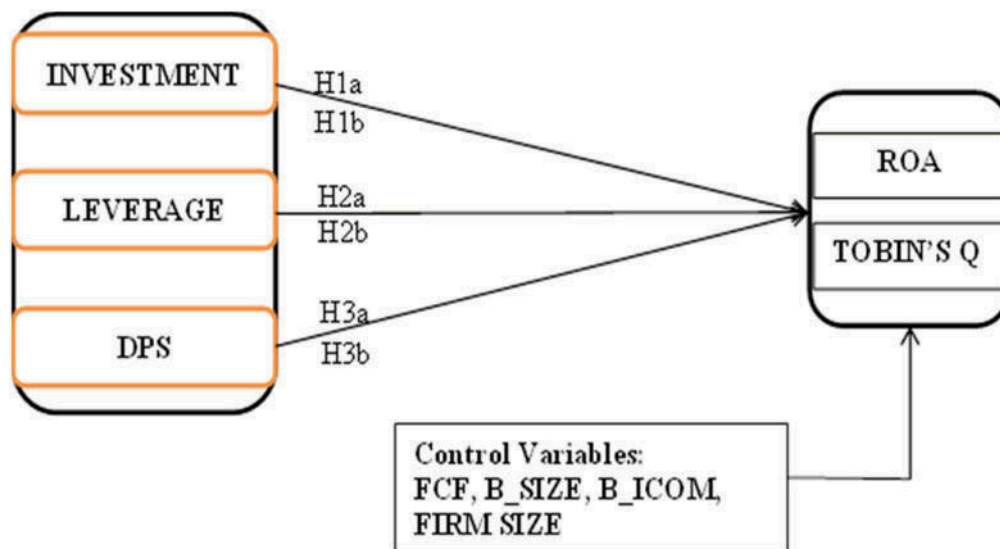 INVESTMENT
H1a
H1b
LEVERAGE
H2a
H2b
DPS
H3a
H3b
ROA
TOBIN'S Q
Control Variables:
FCF, B_SIZE, B_ICOM,
FIRM SIZE